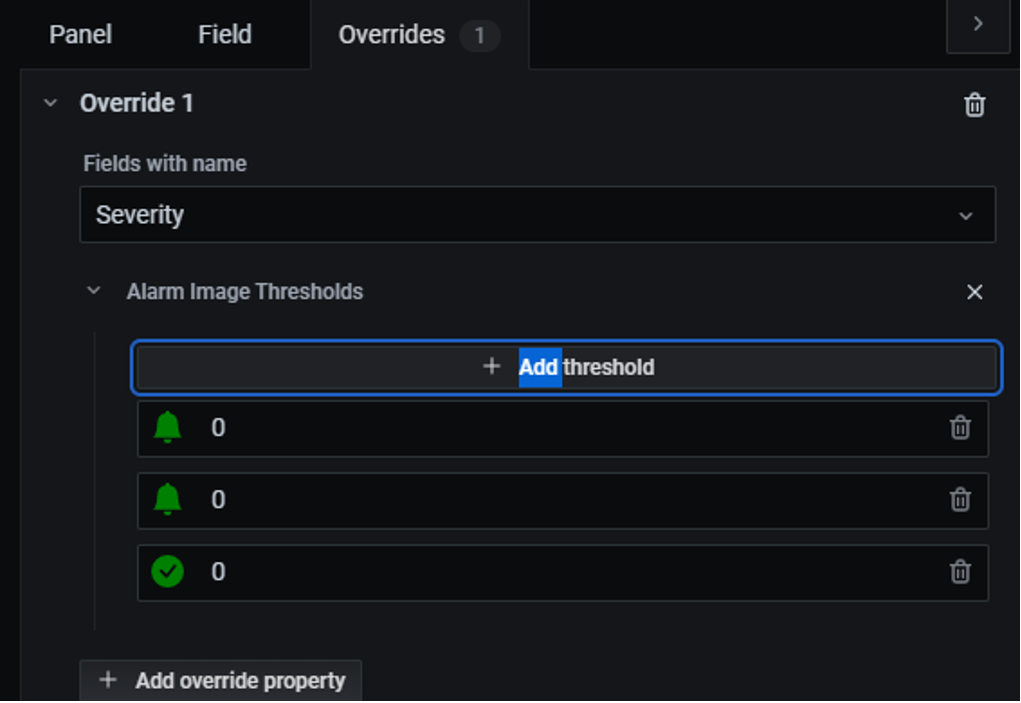 Panel Field Overrides 1
Override 1
Fields with name
Severity
Alarm Image Thresholds
Add threshold
0
0
0
Add override property